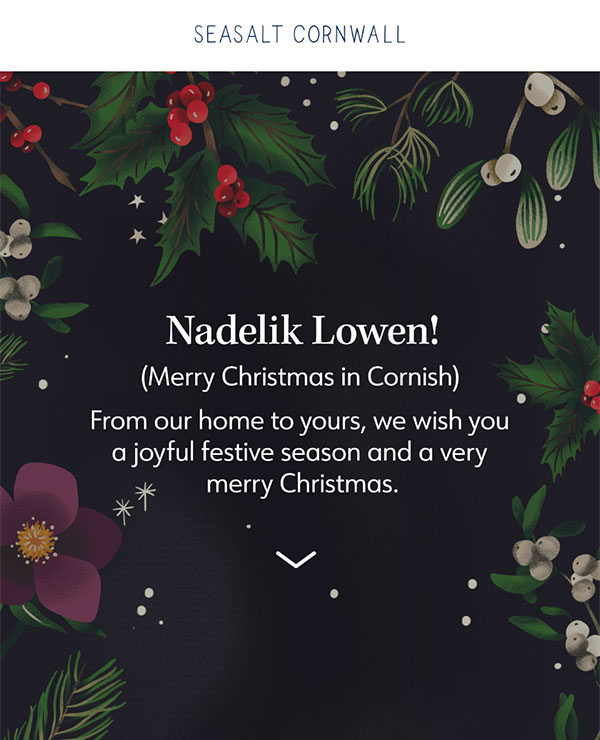 SEASALT CORNWALL
Nadelik Lowen!
(Merry Christmas in Cornish)
From our home to yours, we wish you
a joyful festive season and a very
merry Christmas.